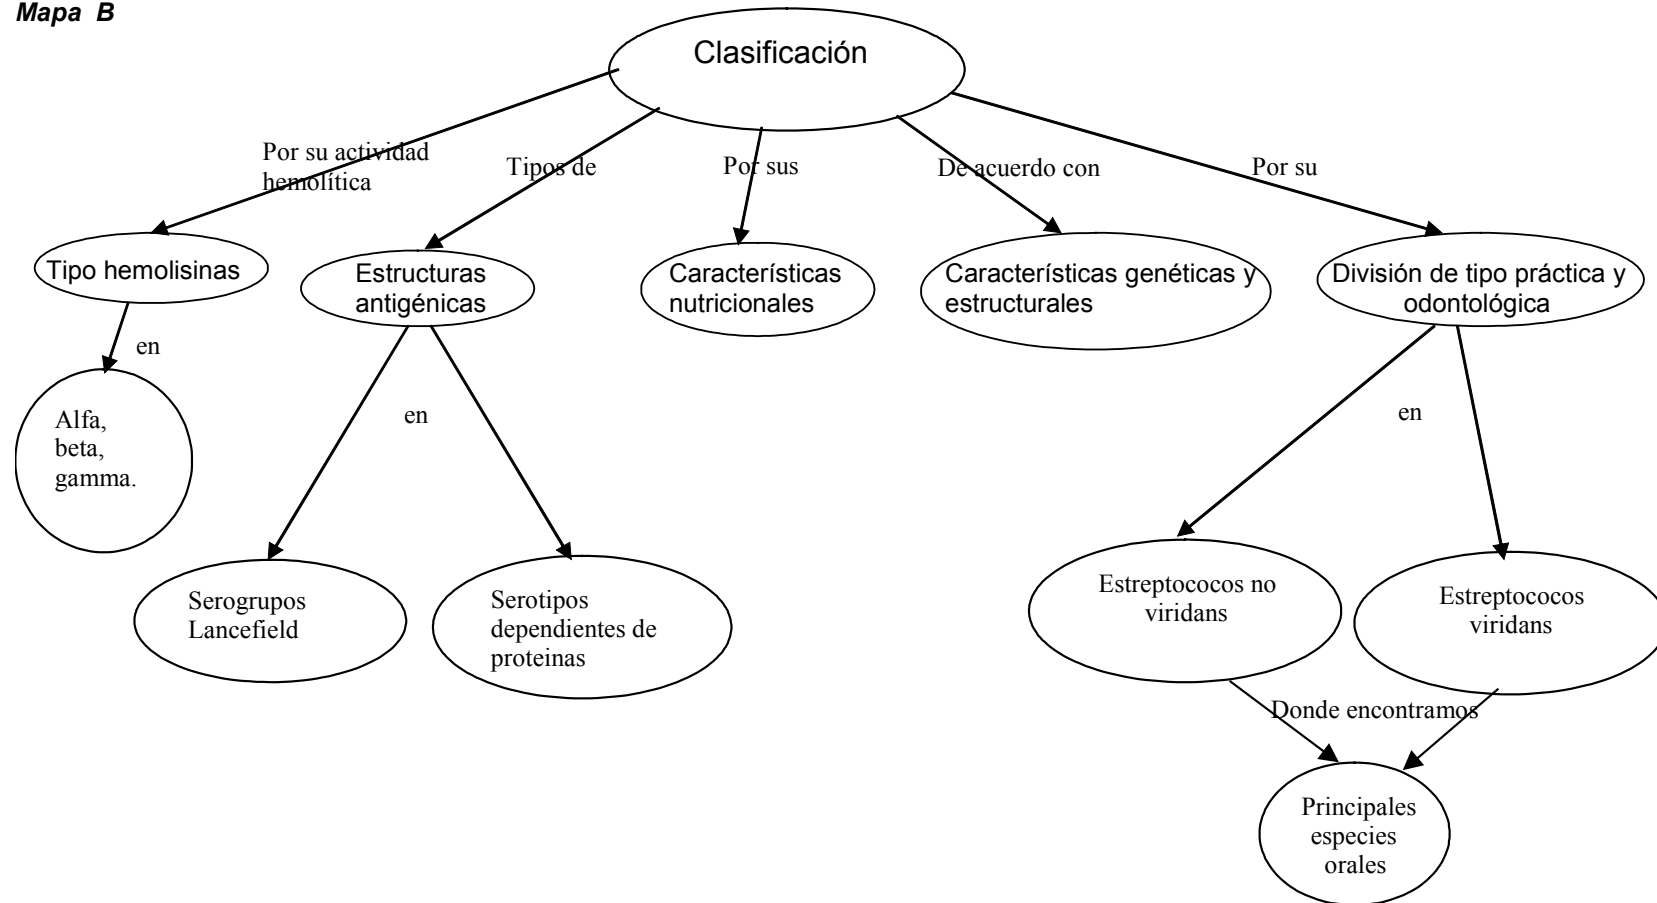 Mapa B
Clasificación
Por su actividad
hemolítica
Tipos de
Por sus
De acuerdo con
Por su
Tipo hemolisinas
Estructuras
antigénicas
Características
nutricionales
Características genéticas y
estructurales
División de tipo práctica y
odontológica
en
Alfa,
beta,
gamma.
en
en
Serogrupos
Lancefield
Serotipos
dependientes de
proteinas
Estreptococos no
viridans
Estreptococos
viridans
Donde encontramos
Principales
especies
orales